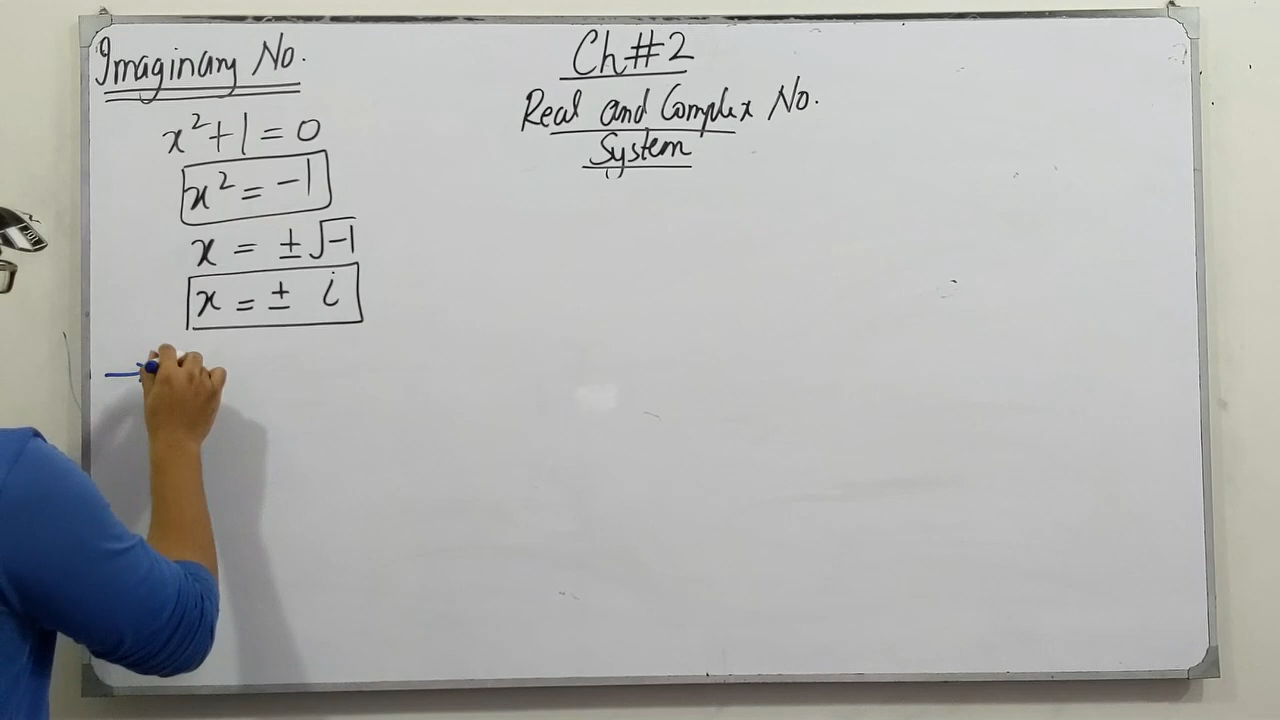 Imaginary No.
x²+1=0
x²=-1
x = ±√-1
x = ± i
Ch#2
Real and Complex No.
System